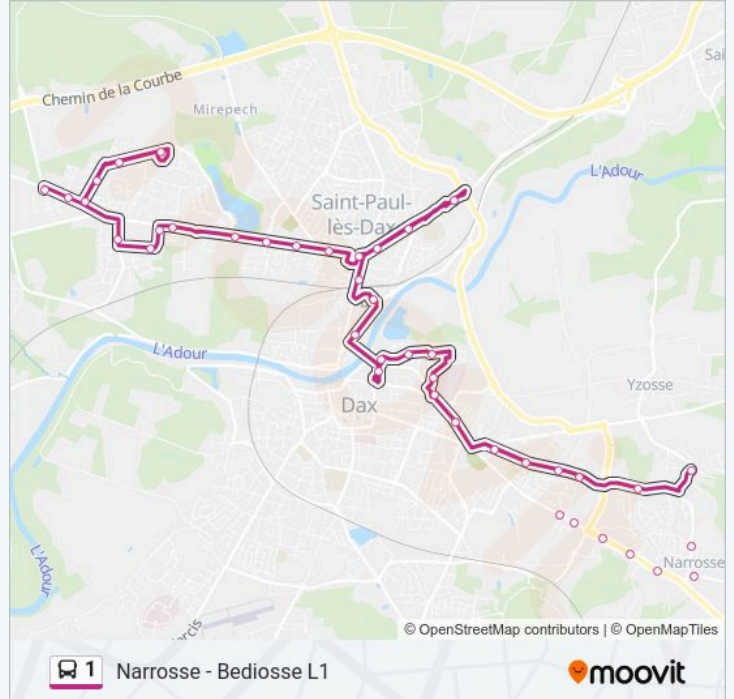 Chemin de la Courbe
Mirepech
Sai
L'Adour
Saint-Paul-
lès-Dax
L'Adour
Yzosse
Dax
L'Adour
Narrosse
rcis
© OpenStreetMap contributors | © OpenMapTiles
1 Narrosse - Bediosse L1
moovit